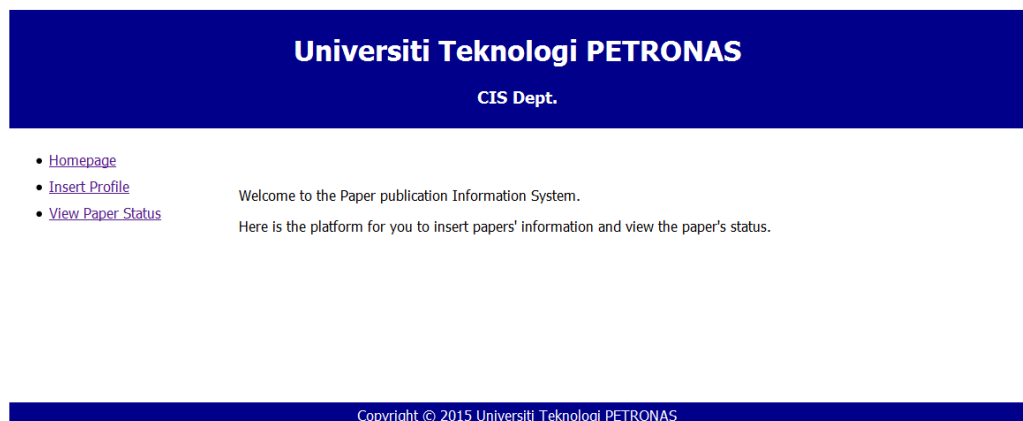 Universiti Teknologi PETRONAS
CIS Dept.
Homepage
Insert Profile
View Paper Status
Welcome to the Paper publication Information System.
Here is the platform for you to insert papers' information and view the paper's status.
Copyright © 2015 Universiti Teknologi PETRONAS